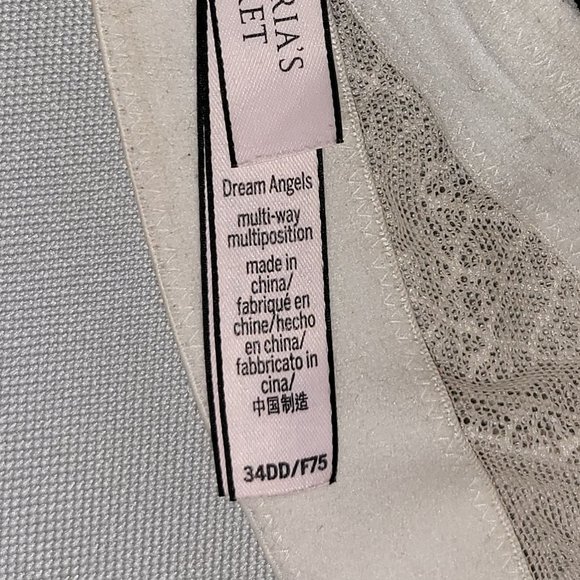 RIA'S
RET
Dream Angels
multi-way
multiposition
made in
china/
fabriqué en
chine/hecho
en china/
fabbricato in
cina/
中国制造
34DD/F75